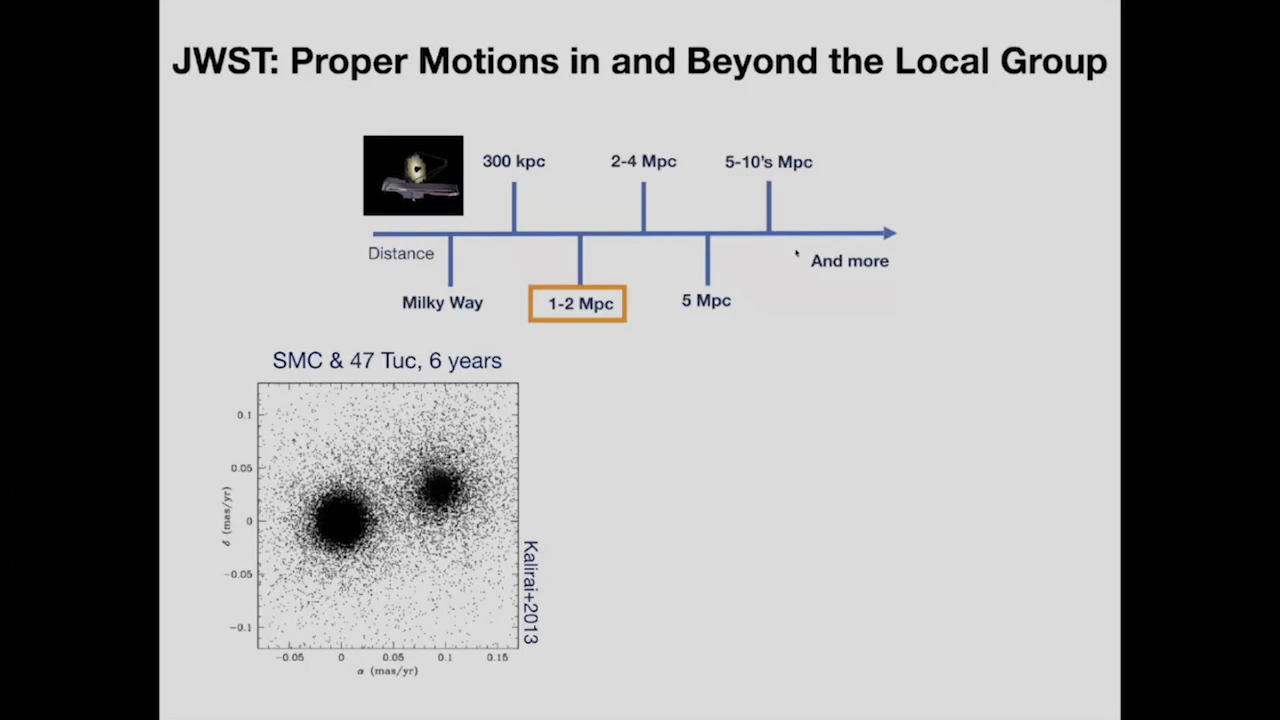 JWST: Proper Motions in and Beyond the Local Group
300 kpc
2-4 Mpc
5-10's Mpc
Distance
And more
Milky Way
1-2 Mpc
5 Mpc
SMC & 47 Tuc, 6 years
0.1
0.05
0
−0.05
−0.1
δ (mas/yr)
−0.05 0 0.05 0.1 0.15
α (mas/yr)
Kalirai+2013